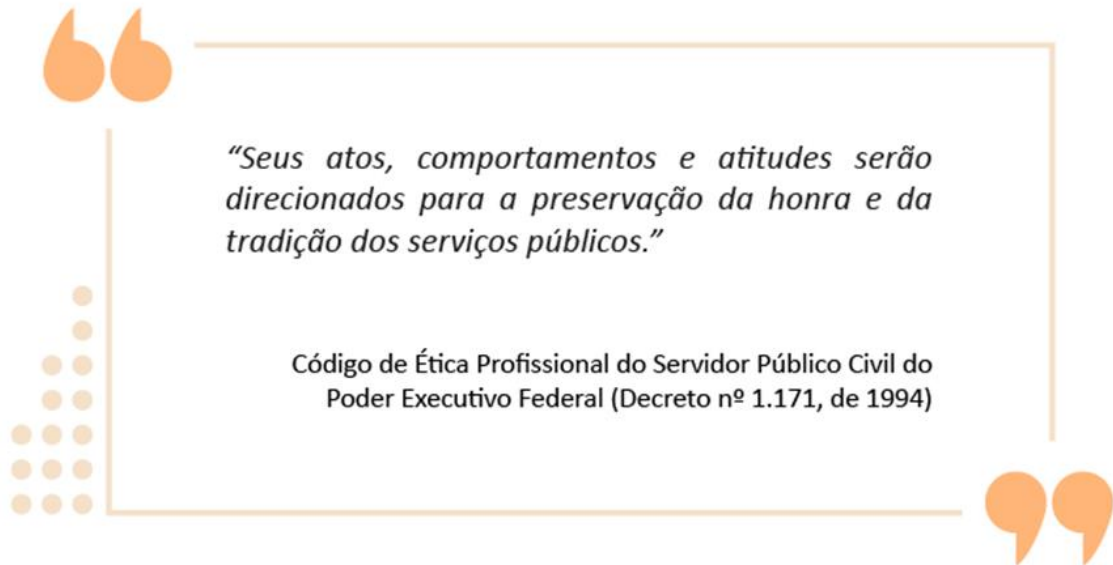 “Seus atos, comportamentos e atitudes serão
direcionados para a preservação da honra e da
tradição dos serviços públicos.”
Código de Ética Profissional do Servidor Público Civil do
Poder Executivo Federal (Decreto nº 1.171, de 1994)